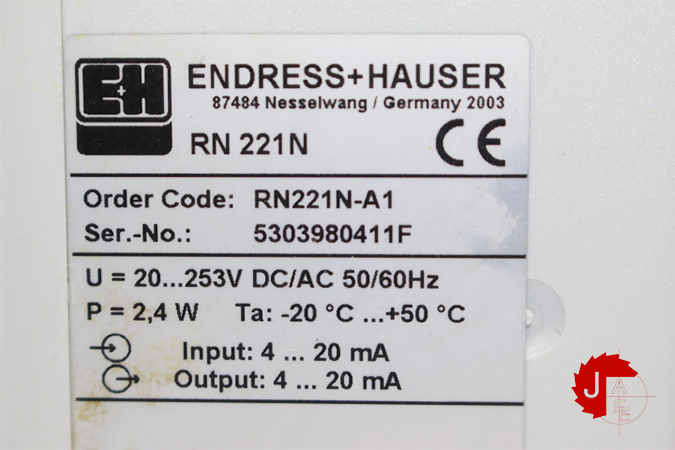 E+H
ENDRESS+HAUSER
87484 Nesselwang / Germany 2003
RN 221N
CE
Order Code: RN221N-A1
Ser.-No.: 5303980411F
U = 20...253V DC/AC 50/60Hz
P = 2,4 W Ta: -20 °C ...+50 °C
Input: 4 ... 20 mA
Output: 4 ... 20 mA
J